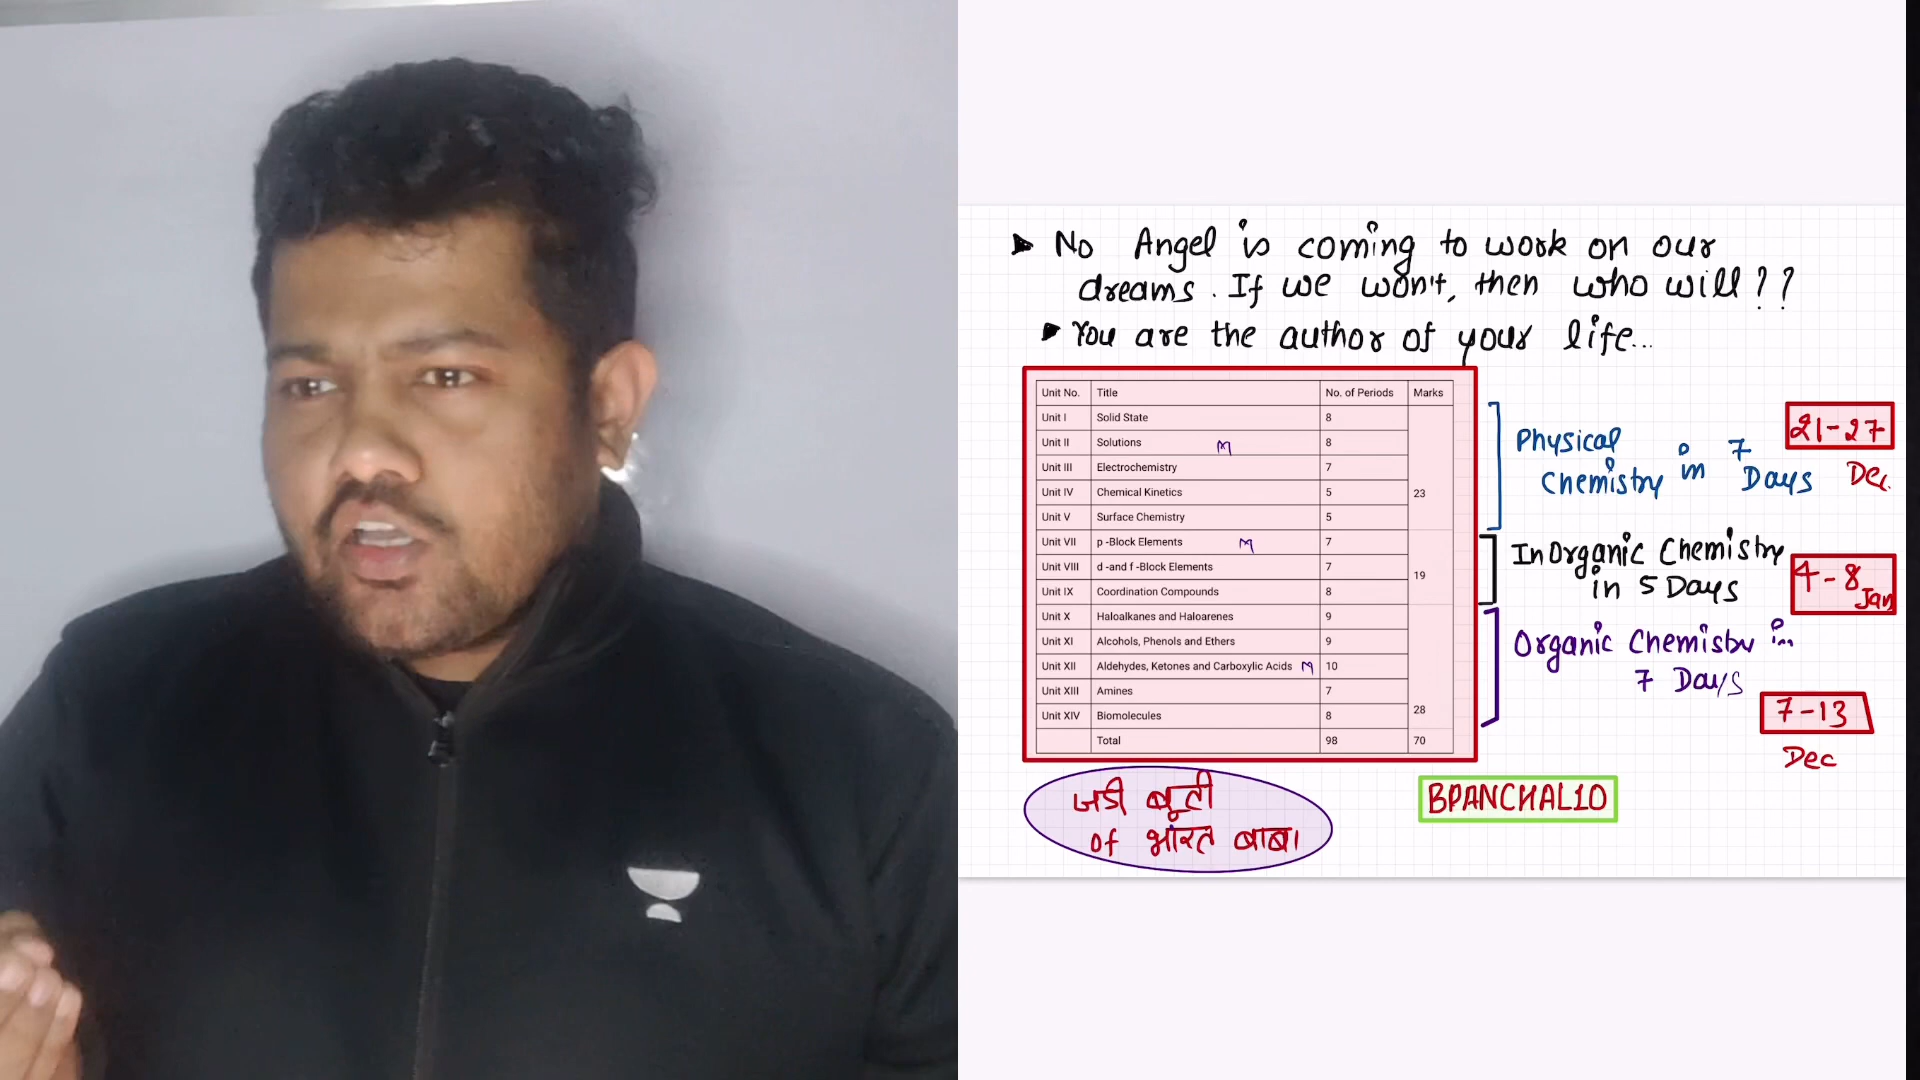 No Angel is coming to work on our
dreams. If we won't, then who will??
You are the author of your life...
Unit No. Title No. of Periods Marks
Unit I Solid State 8
Unit II Solutions M 8
Unit III Electrochemistry 7
Unit IV Chemical Kinetics 5 23
Unit V Surface Chemistry 5
Unit VII p -Block Elements M 7
Unit VIII d -and f -Block Elements 7 19
Unit IX Coordination Compounds 8
Unit X Haloalkanes and Haloarenes 9
Unit XI Alcohols, Phenols and Ethers 9
Unit XII Aldehydes, Ketones and Carboxylic Acids M 10
Unit XIII Amines 7
Unit XIV Biomolecules 8 28
Total 98 70
Physical
Chemistry in 7
Days
21-27
Dec.
InOrganic Chemistry
in 5 Days
4-8
Jan
Organic Chemistry in
7 Days
7-13
Dec
जडी बूटी
of भारत बाबा
BPANCHAL10